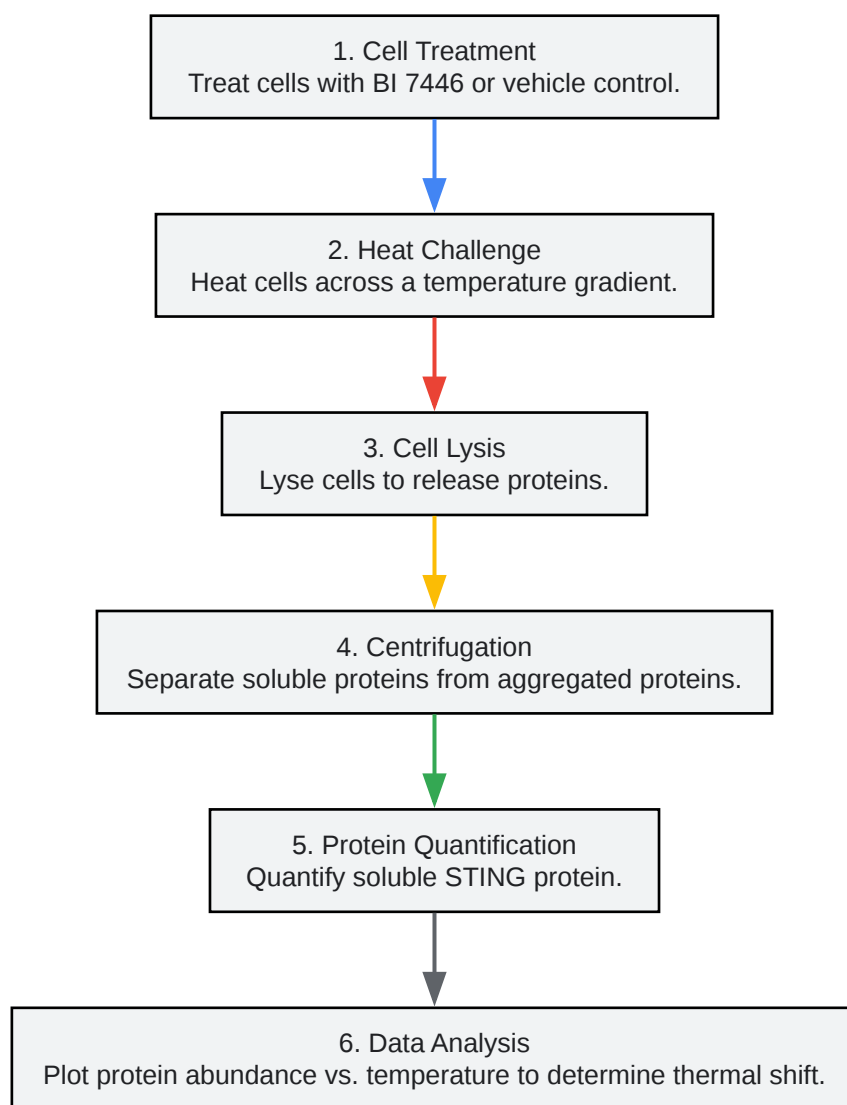 1. Cell Treatment
Treat cells with BI 7446 or vehicle control.
2. Heat Challenge
Heat cells across a temperature gradient.
3. Cell Lysis
Lyse cells to release proteins.
4. Centrifugation
Separate soluble proteins from aggregated proteins.
5. Protein Quantification
Quantify soluble STING protein.
6. Data Analysis
Plot protein abundance vs. temperature to determine thermal shift.